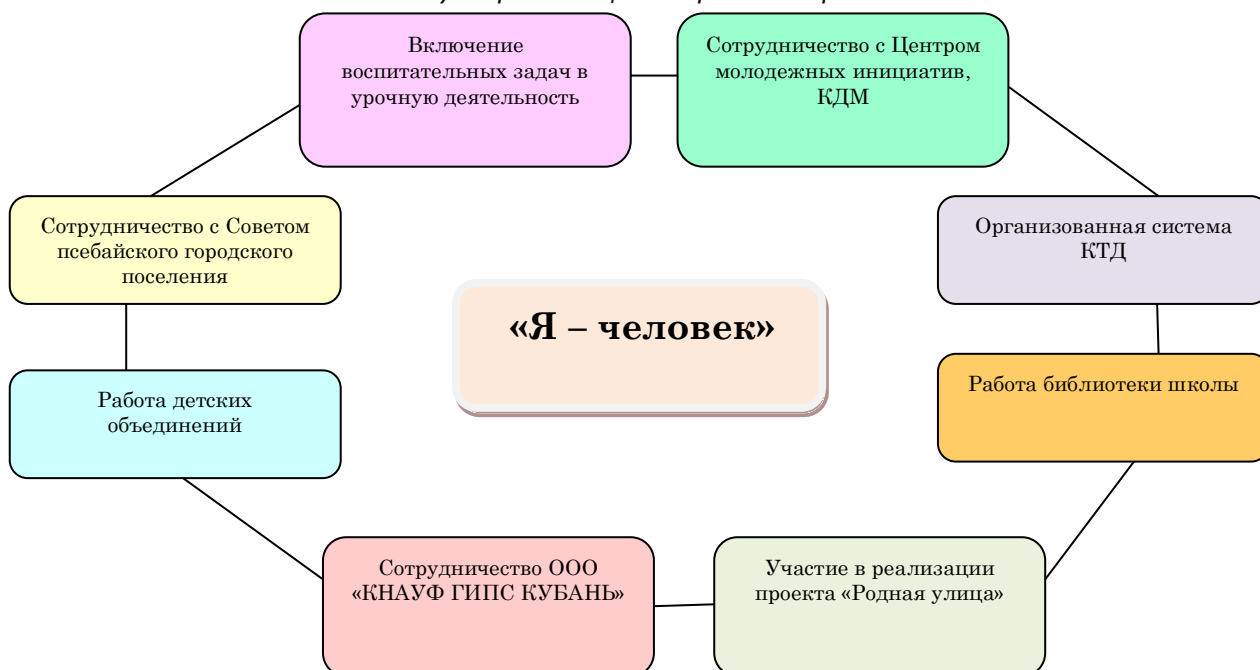 Включение
воспитательных задач в
урочную деятельность
Сотрудничество с Центром
молодежных инициатив,
КДМ
Сотрудничество с Советом
псебайского городского
поселения
Организованная система
КТД
«Я – человек»
Работа детских
объединений
Работа библиотеки школы
Сотрудничество ООО
«КНАУФ ГИПС КУБАНЬ»
Участие в реализации
проекта «Родная улица»